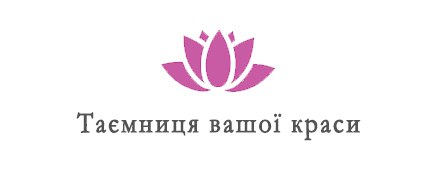 Таємниця вашої краси